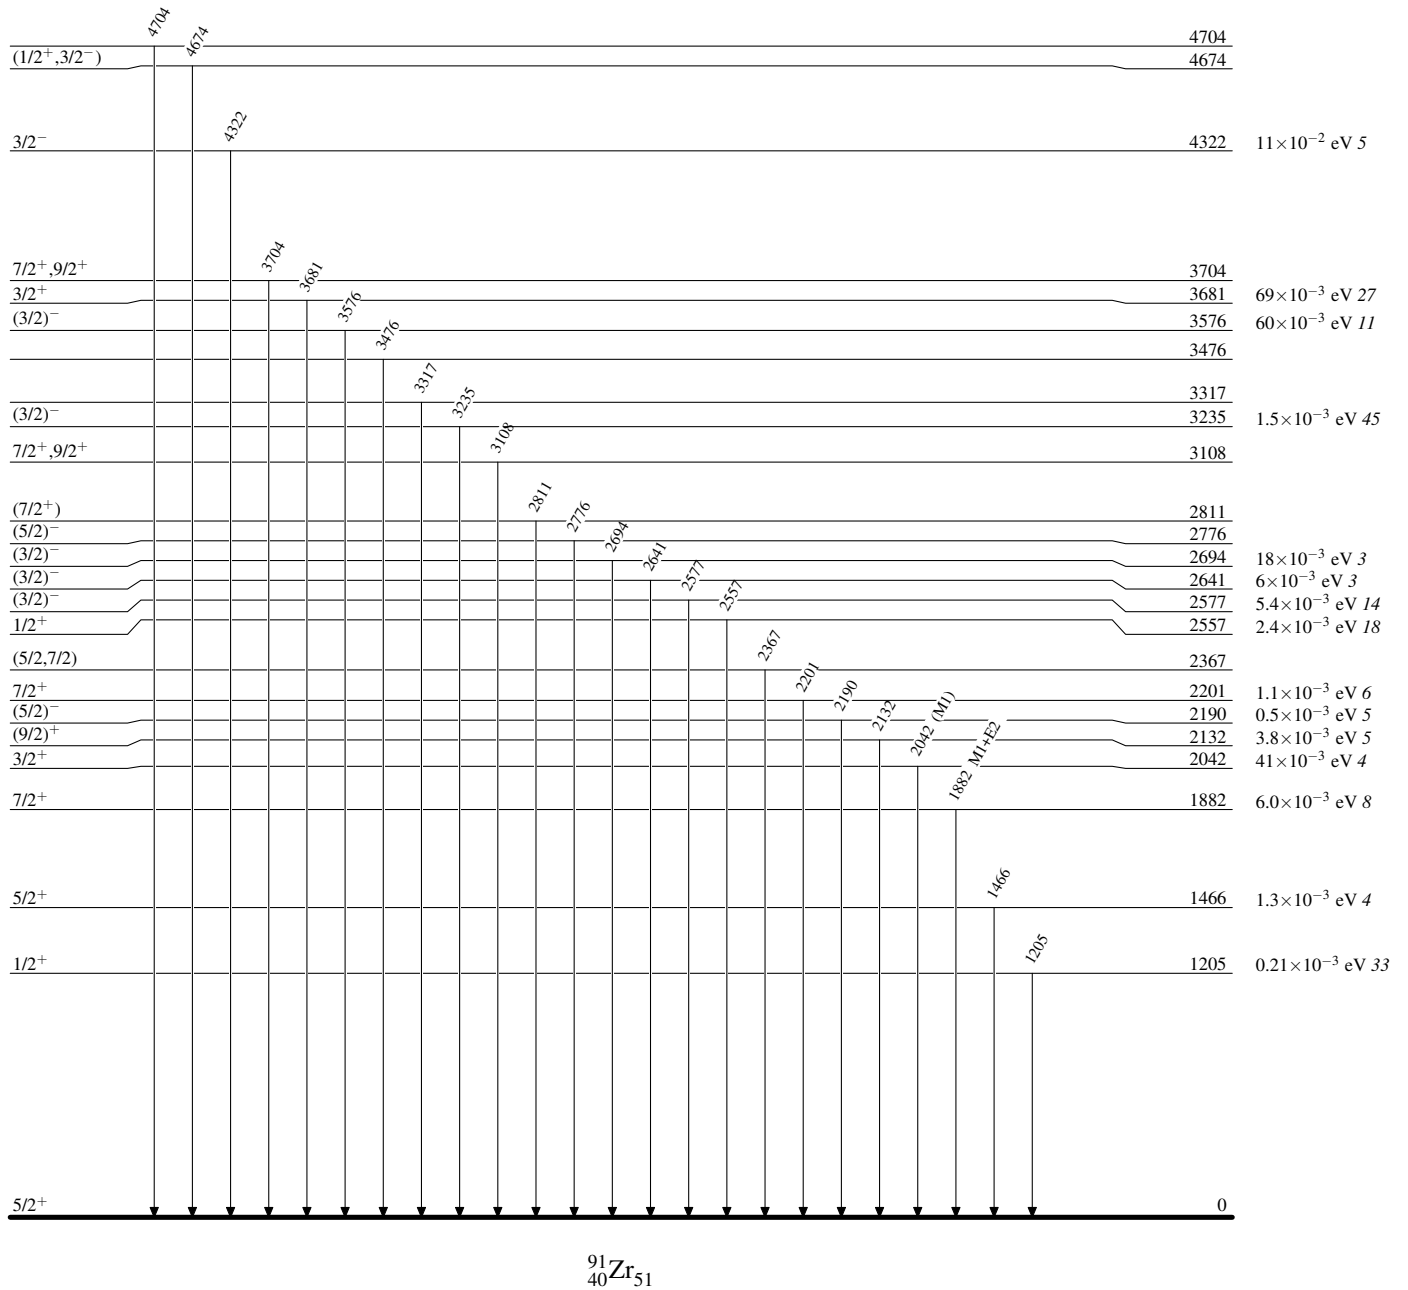 4704
4674
4322
3704
3681
3576
3476
3317
3235
3108
2811
2776
2694
2641
2577
2557
2367
2201
2190
2132
2042 (M1)
1882 M1+E2
1466
1205
4704
(1/2⁺,3/2⁻) 4674
3/2⁻ 4322 11×10⁻² eV 5
7/2⁺,9/2⁺ 3704
3/2⁺ 3681 69×10⁻³ eV 27
(3/2)⁻ 3576 60×10⁻³ eV 11
3476
3317
(3/2)⁻ 3235 1.5×10⁻³ eV 45
7/2⁺,9/2⁺ 3108
(7/2⁺) 2811
(5/2)⁻ 2776
(3/2)⁻ 2694 18×10⁻³ eV 3
(3/2)⁻ 2641 6×10⁻³ eV 3
(3/2)⁻ 2577 5.4×10⁻³ eV 14
1/2⁺ 2557 2.4×10⁻³ eV 18
(5/2,7/2) 2367
7/2⁺ 2201 1.1×10⁻³ eV 6
(5/2)⁻ 2190 0.5×10⁻³ eV 5
(9/2)⁺ 2132 3.8×10⁻³ eV 5
3/2⁺ 2042 41×10⁻³ eV 4
7/2⁺ 1882 6.0×10⁻³ eV 8
5/2⁺ 1466 1.3×10⁻³ eV 4
1/2⁺ 1205 0.21×10⁻³ eV 33
5/2⁺ 0
⁹¹₄₀Zr₅₁